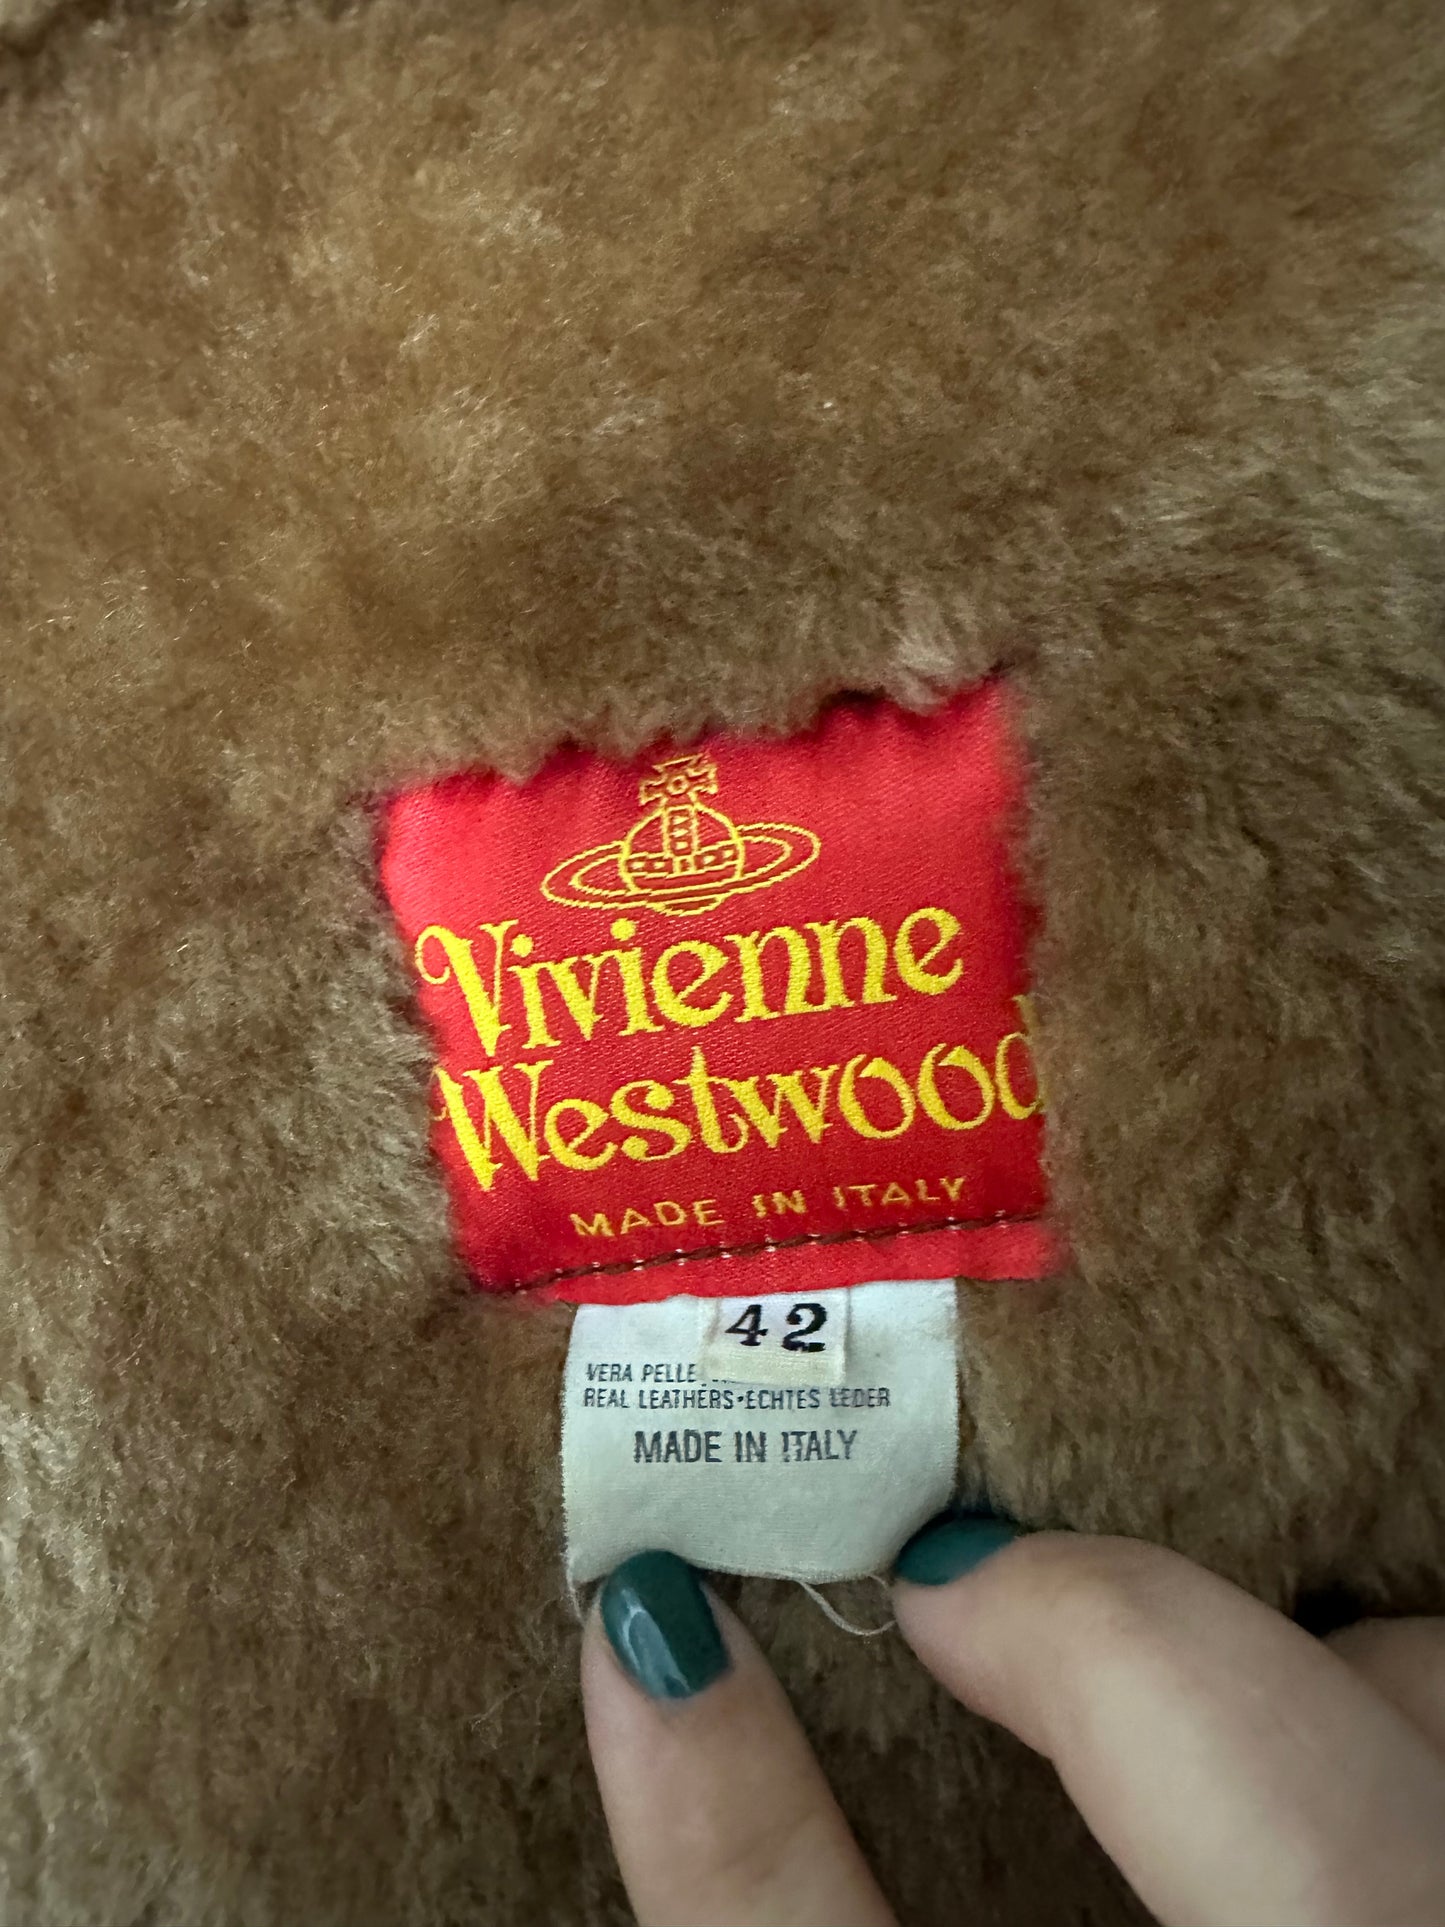 Vivienne
Westwood
MADE IN ITALY
42
VERA PELLE
REAL LEATHERS•ECHTES LEDER
MADE IN ITALY